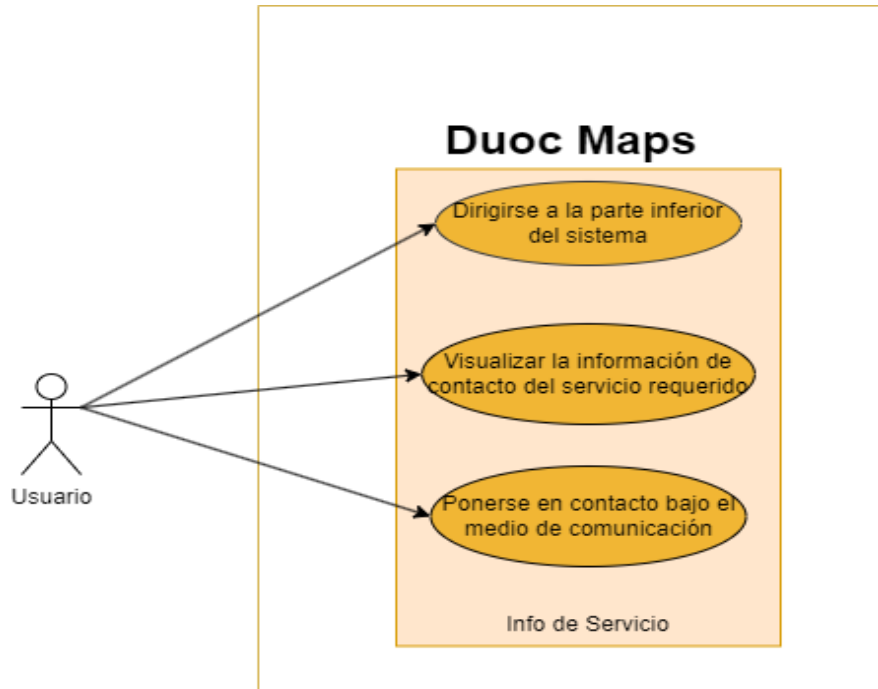 Duoc Maps
Dirigirse a la parte inferior
del sistema
Visualizar la información de
contacto del servicio requerido
Usuario
Ponerse en contacto bajo el
medio de comunicación
Info de Servicio